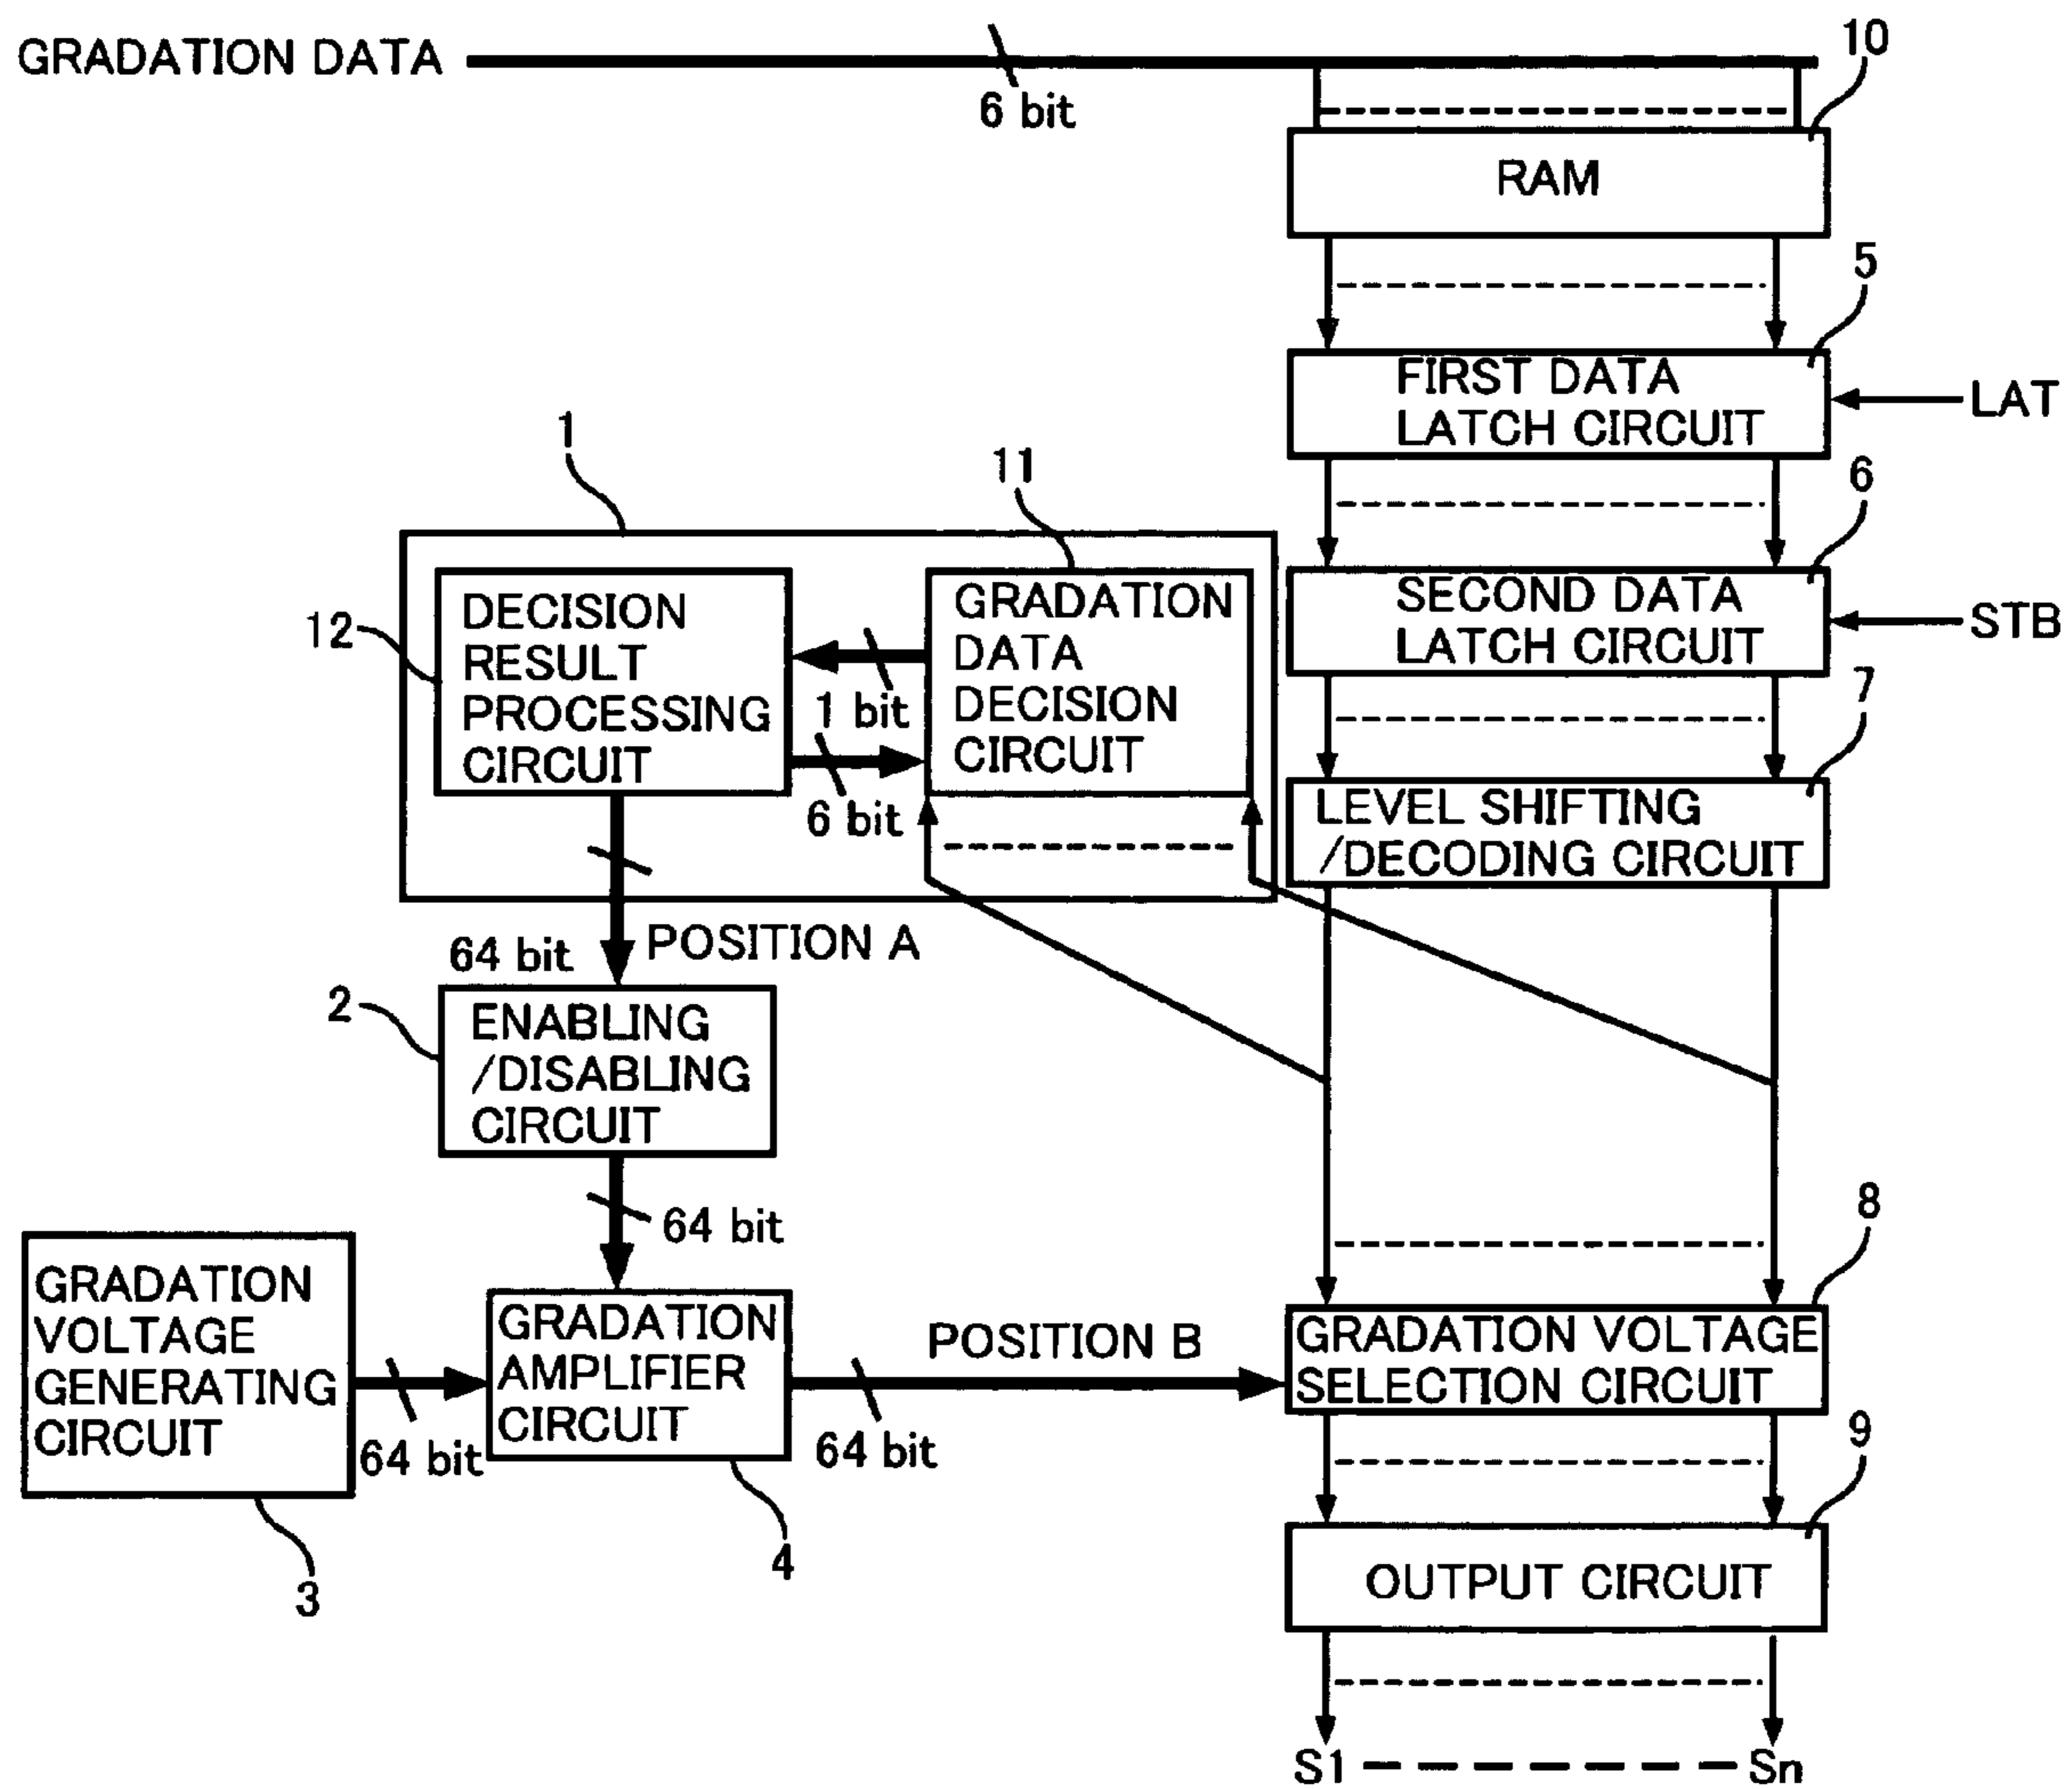 GRADATION DATA
6 bit
10
RAM
5
FIRST DATA
LATCH CIRCUIT
LAT
6
SECOND DATA
LATCH CIRCUIT
STB
7
LEVEL SHIFTING
/DECODING CIRCUIT
1
11
12
DECISION
RESULT
PROCESSING
CIRCUIT
1 bit
6 bit
GRADATION
DATA
DECISION
CIRCUIT
64 bit
POSITION A
2
ENABLING
/DISABLING
CIRCUIT
64 bit
GRADATION
VOLTAGE
GENERATING
CIRCUIT
3
64 bit
GRADATION
AMPLIFIER
CIRCUIT
4
64 bit
POSITION B
8
GRADATION VOLTAGE
SELECTION CIRCUIT
9
OUTPUT CIRCUIT
S1
Sn